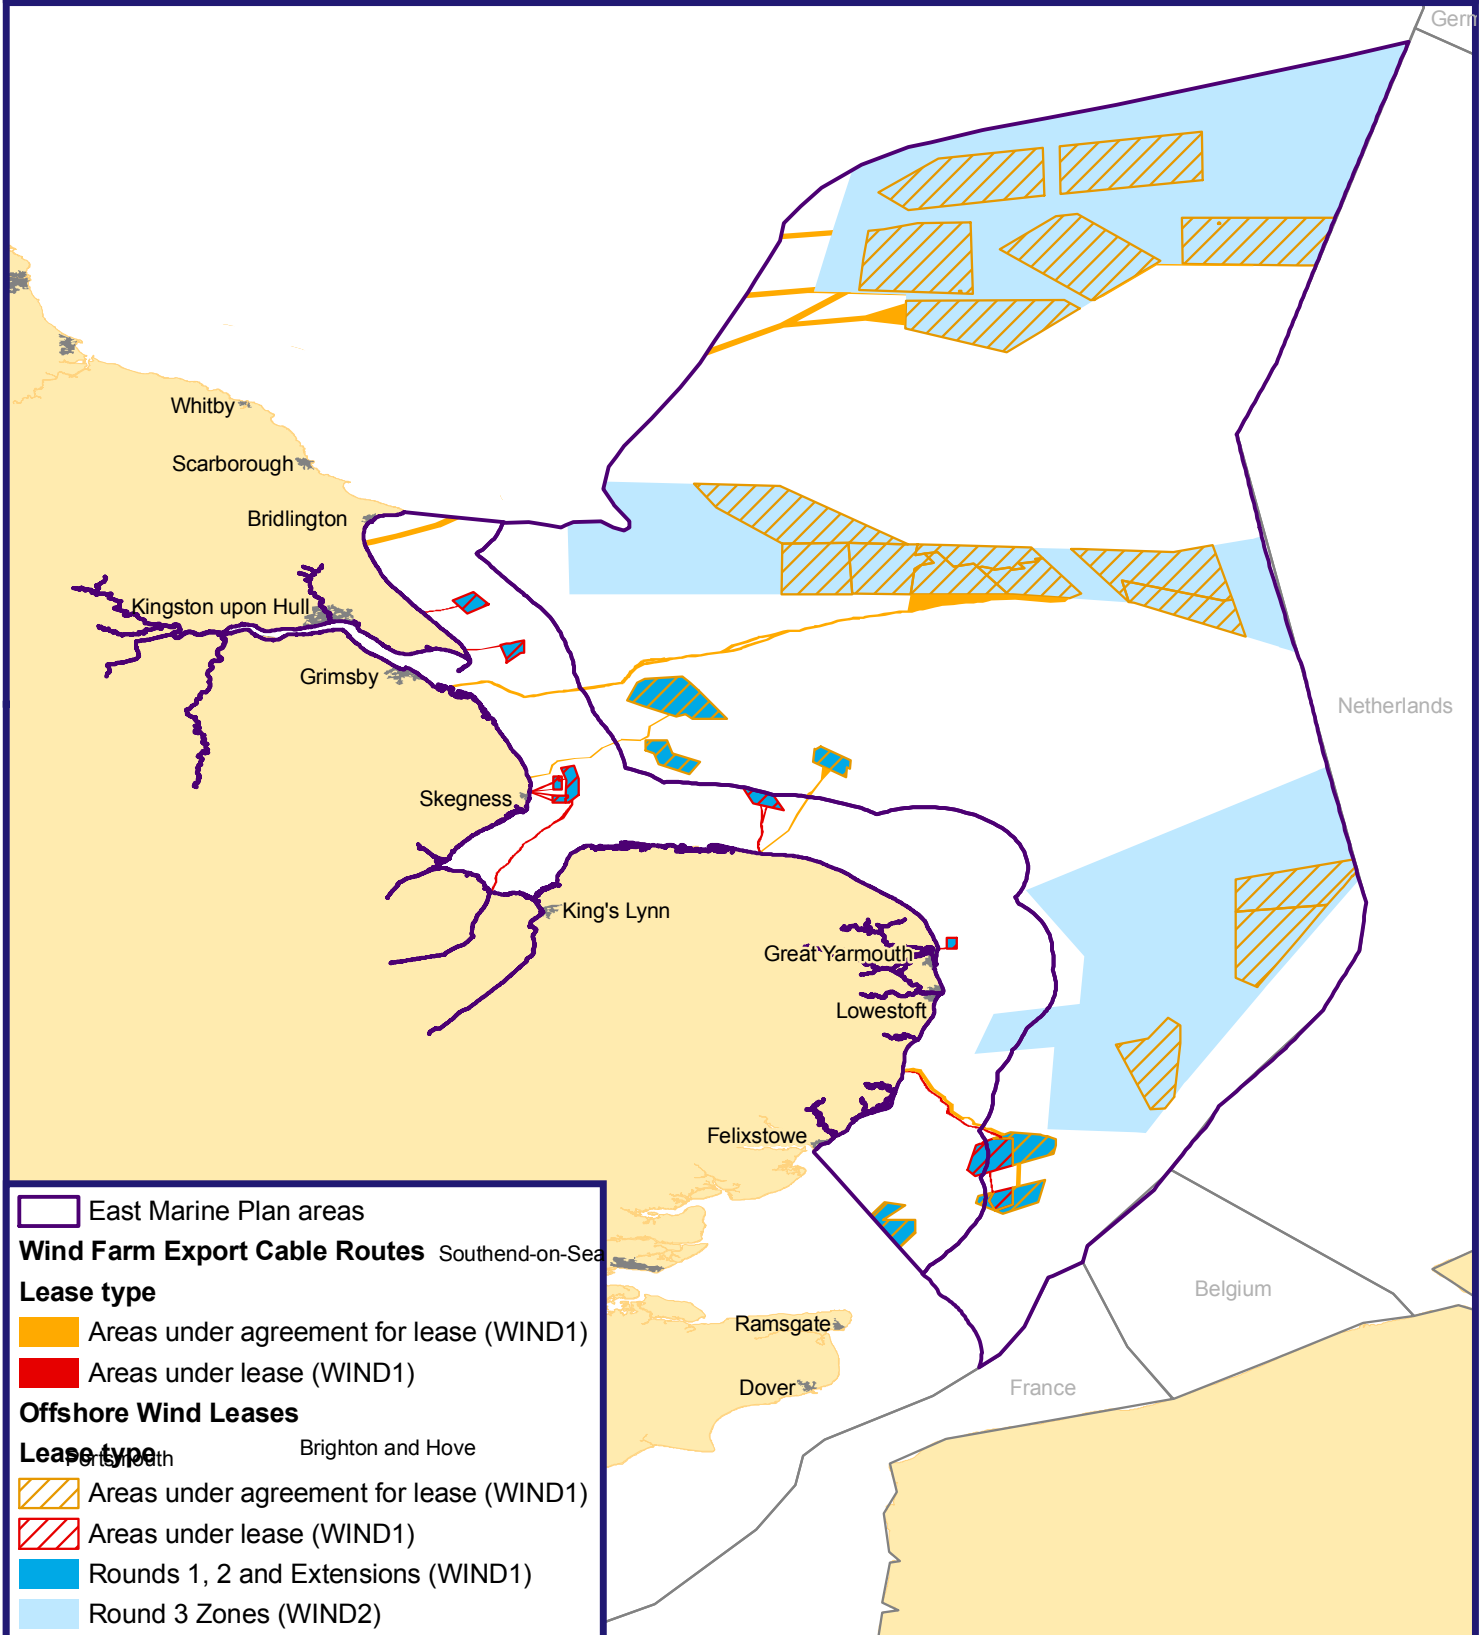 Germ
Whitby
Scarborough
Bridlington
Kingston upon Hull
Grimsby
Netherlands
Skegness
King's Lynn
Great Yarmouth
Lowestoft
Felixstowe
East Marine Plan areas
Wind Farm Export Cable Routes
Southend-on-Sea
Lease type
Belgium
Areas under agreement for lease (WIND1)
Ramsgate
Areas under lease (WIND1)
Dover
France
Offshore Wind Leases
Lease type
Portsmouth
Brighton and Hove
Areas under agreement for lease (WIND1)
Areas under lease (WIND1)
Rounds 1, 2 and Extensions (WIND1)
Round 3 Zones (WIND2)